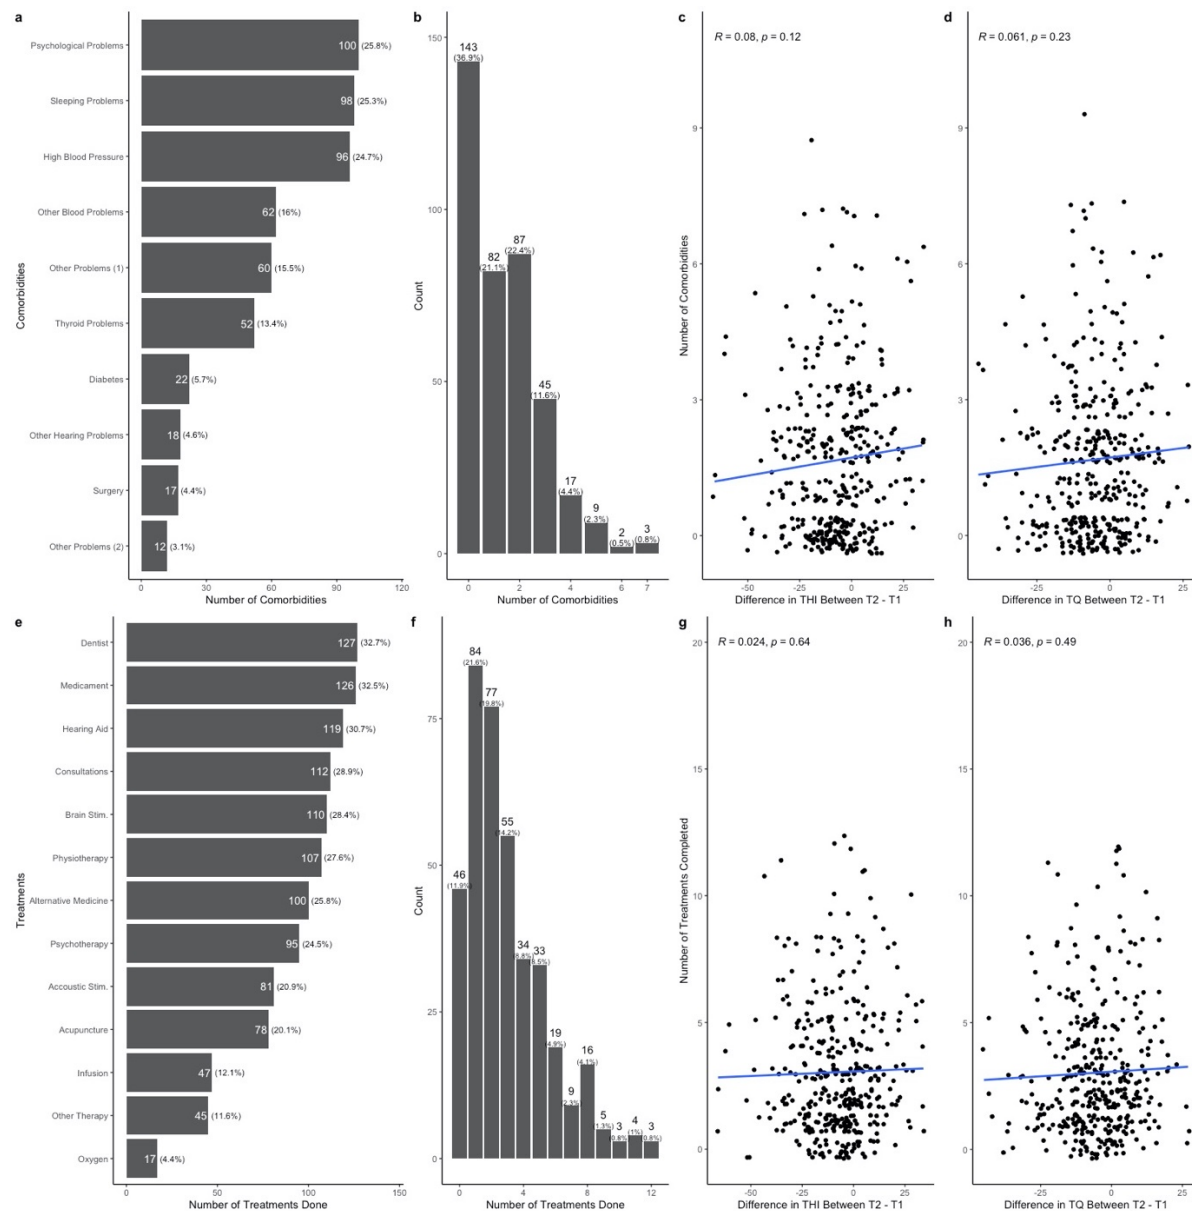 a
Comorbidities
Psychological Problems 100 (25.8%)
Sleeping Problems 98 (25.3%)
High Blood Pressure 96 (24.7%)
Other Blood Problems 62 (16%)
Other Problems (1) 60 (15.5%)
Thyroid Problems 52 (13.4%)
Diabetes 22 (5.7%)
Other Hearing Problems 18 (4.6%)
Surgery 17 (4.4%)
Other Problems (2) 12 (3.1%)
0 40 80 120
Number of Comorbidities
b
Count
150
100
50
0
143
(36.9%)
82
(21.1%)
87
(22.4%)
45
(11.6%)
17
(4.4%)
9
(2.3%)
2
(0.5%)
3
(0.8%)
0 2 4 6 7
Number of Comorbidities
c
R = 0.08, p = 0.12
Number of Comorbidities
9
6
3
0
-50 -25 0 25
Difference in THI Between T2 - T1
d
R = 0.061, p = 0.23
9
6
3
0
-25 0 25
Difference in TQ Between T2 - T1
e
Treatments
Dentist 127 (32.7%)
Medicament 126 (32.5%)
Hearing Aid 119 (30.7%)
Consultations 112 (28.9%)
Brain Stim. 110 (28.4%)
Physiotherapy 107 (27.6%)
Alternative Medicine 100 (25.8%)
Psychotherapy 95 (24.5%)
Accoustic Stim. 81 (20.9%)
Acupuncture 78 (20.1%)
Infusion 47 (12.1%)
Other Therapy 45 (11.6%)
Oxygen 17 (4.4%)
0 50 100 150
Number of Treatments Done
f
Count
75
50
25
0
46
(11.9%)
84
(21.6%)
77
(19.8%)
55
(14.2%)
34
(8.8%)
33
(8.5%)
19
(4.9%)
9
(2.3%)
16
(4.1%)
5
(1.3%)
3
(0.8%)
4
(1%)
3
(0.8%)
0 4 8 12
Number of Treatments Done
g
R = 0.024, p = 0.64
Number of Treatments Completed
20
15
10
5
0
-50 -25 0 25
Difference in THI Between T2 - T1
h
R = 0.036, p = 0.49
20
15
10
5
0
-25 0 25
Difference in TQ Between T2 - T1